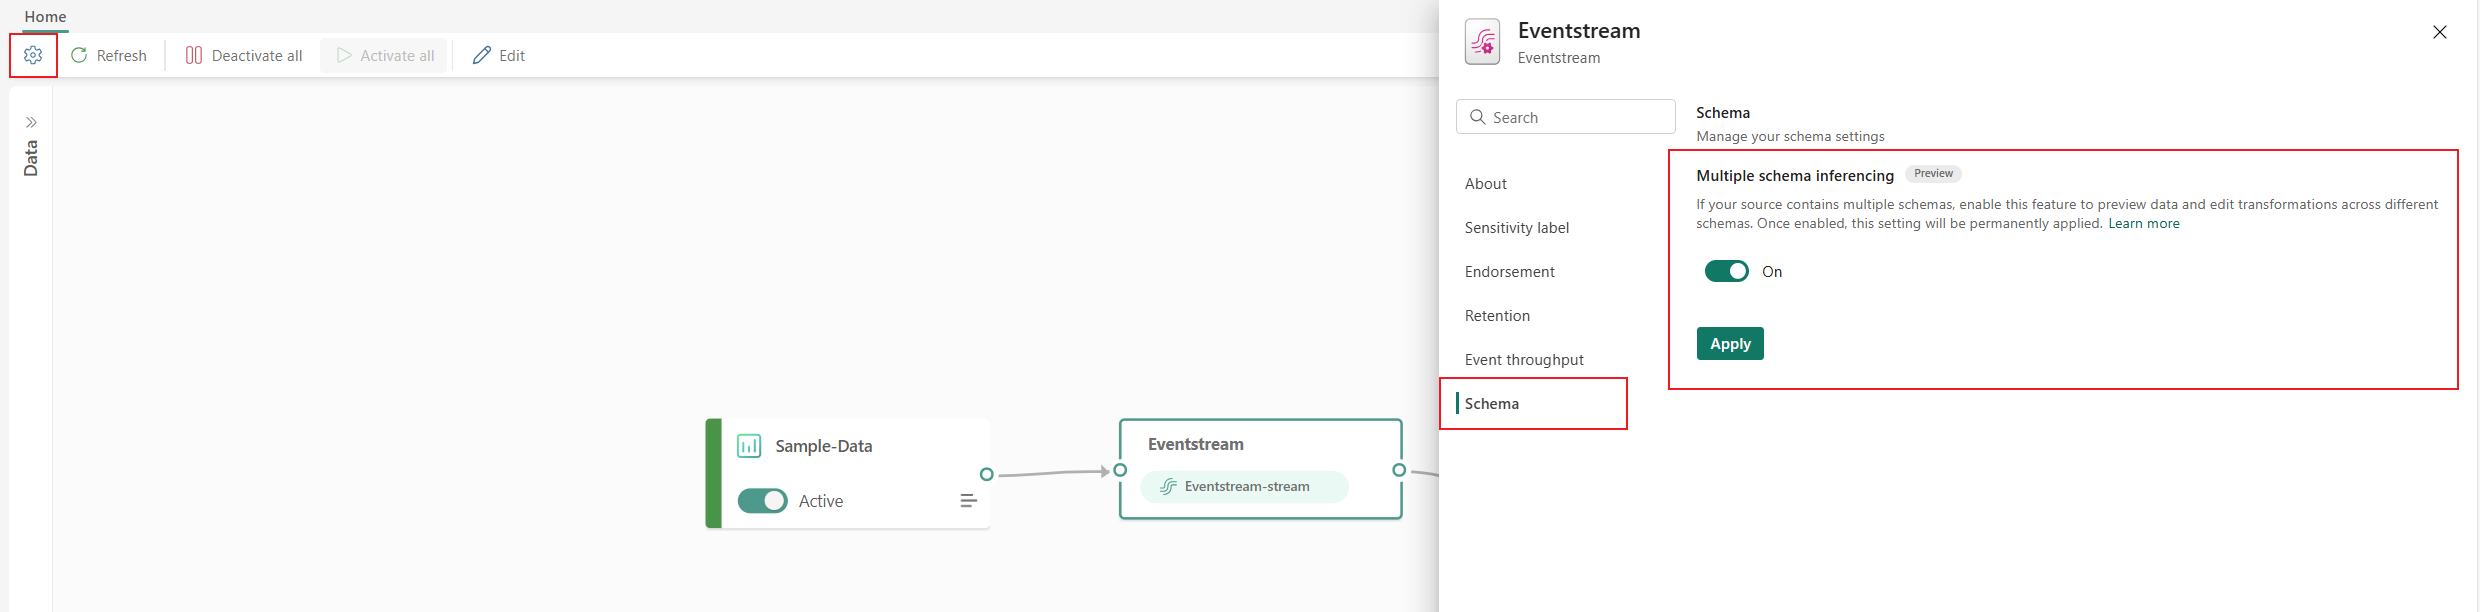 Home
Refresh
Deactivate all
Activate all
Edit
Data
Sample-Data
Active
Eventstream
Eventstream-stream
Eventstream
Eventstream
Search
About
Sensitivity label
Endorsement
Retention
Event throughput
Schema
Schema
Manage your schema settings
Multiple schema inferencing Preview
If your source contains multiple schemas, enable this feature to preview data and edit transformations across different
schemas. Once enabled, this setting will be permanently applied. Learn more
On
Apply